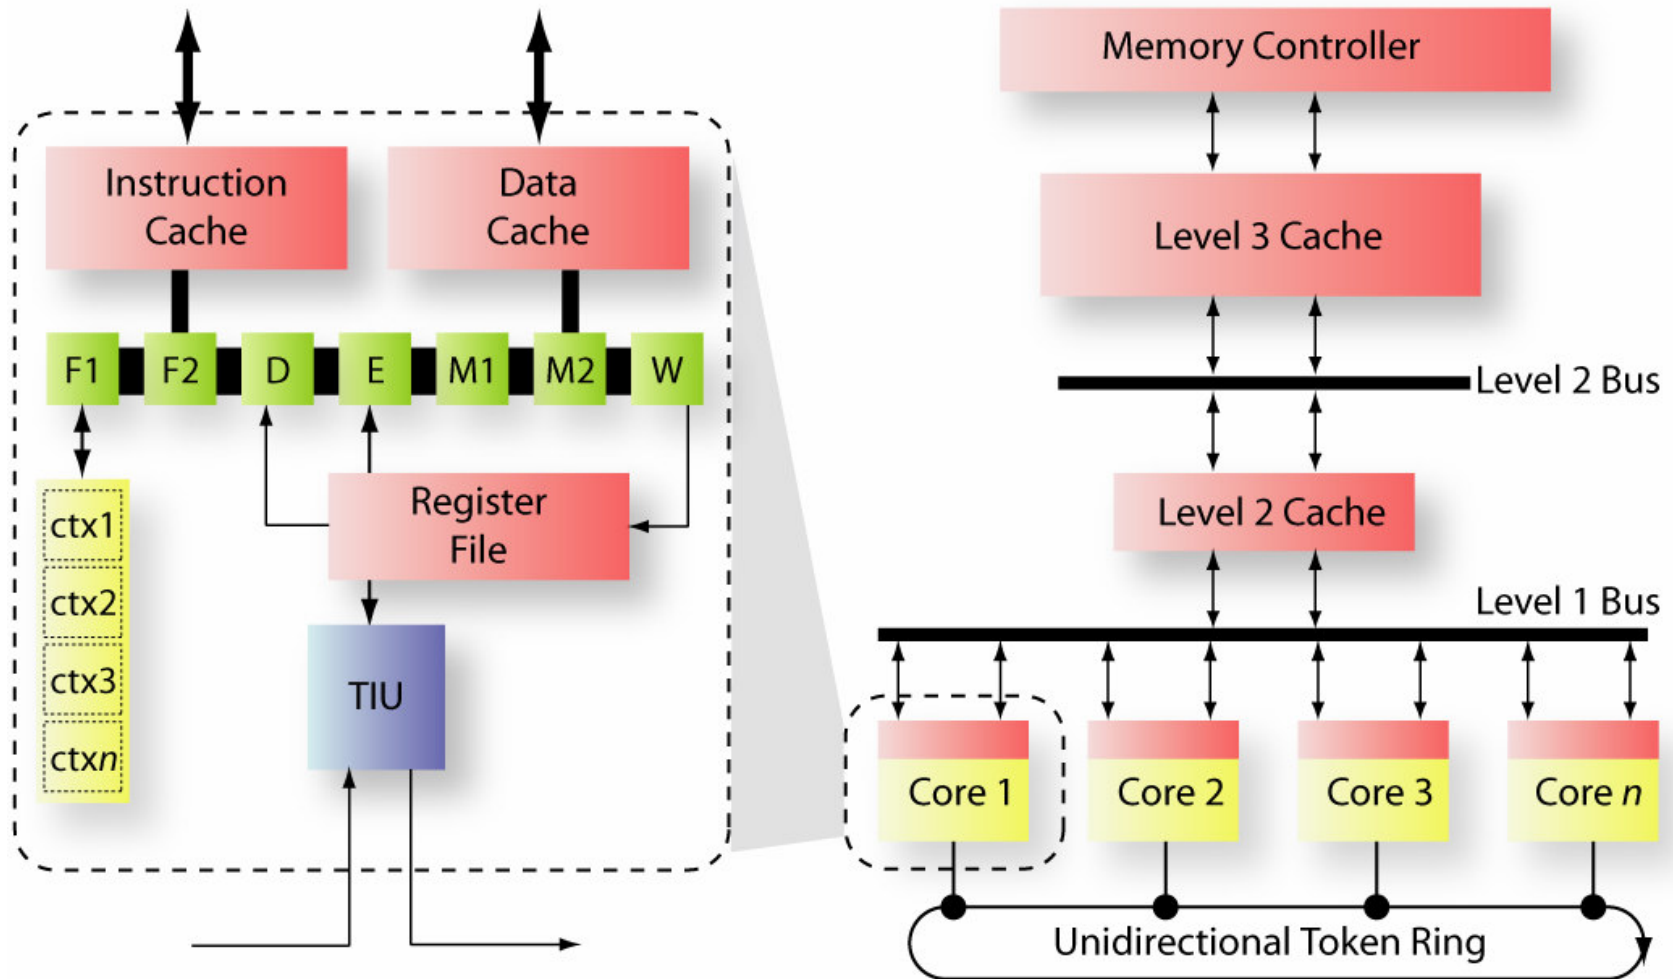 Instruction
Cache
Data
Cache
F1
F2
D
E
M1
M2
W
ctx1
ctx2
ctx3
ctxn
Register
File
TIU
Memory Controller
Level 3 Cache
Level 2 Bus
Level 2 Cache
Level 1 Bus
Core 1
Core 2
Core 3
Core n
Unidirectional Token Ring